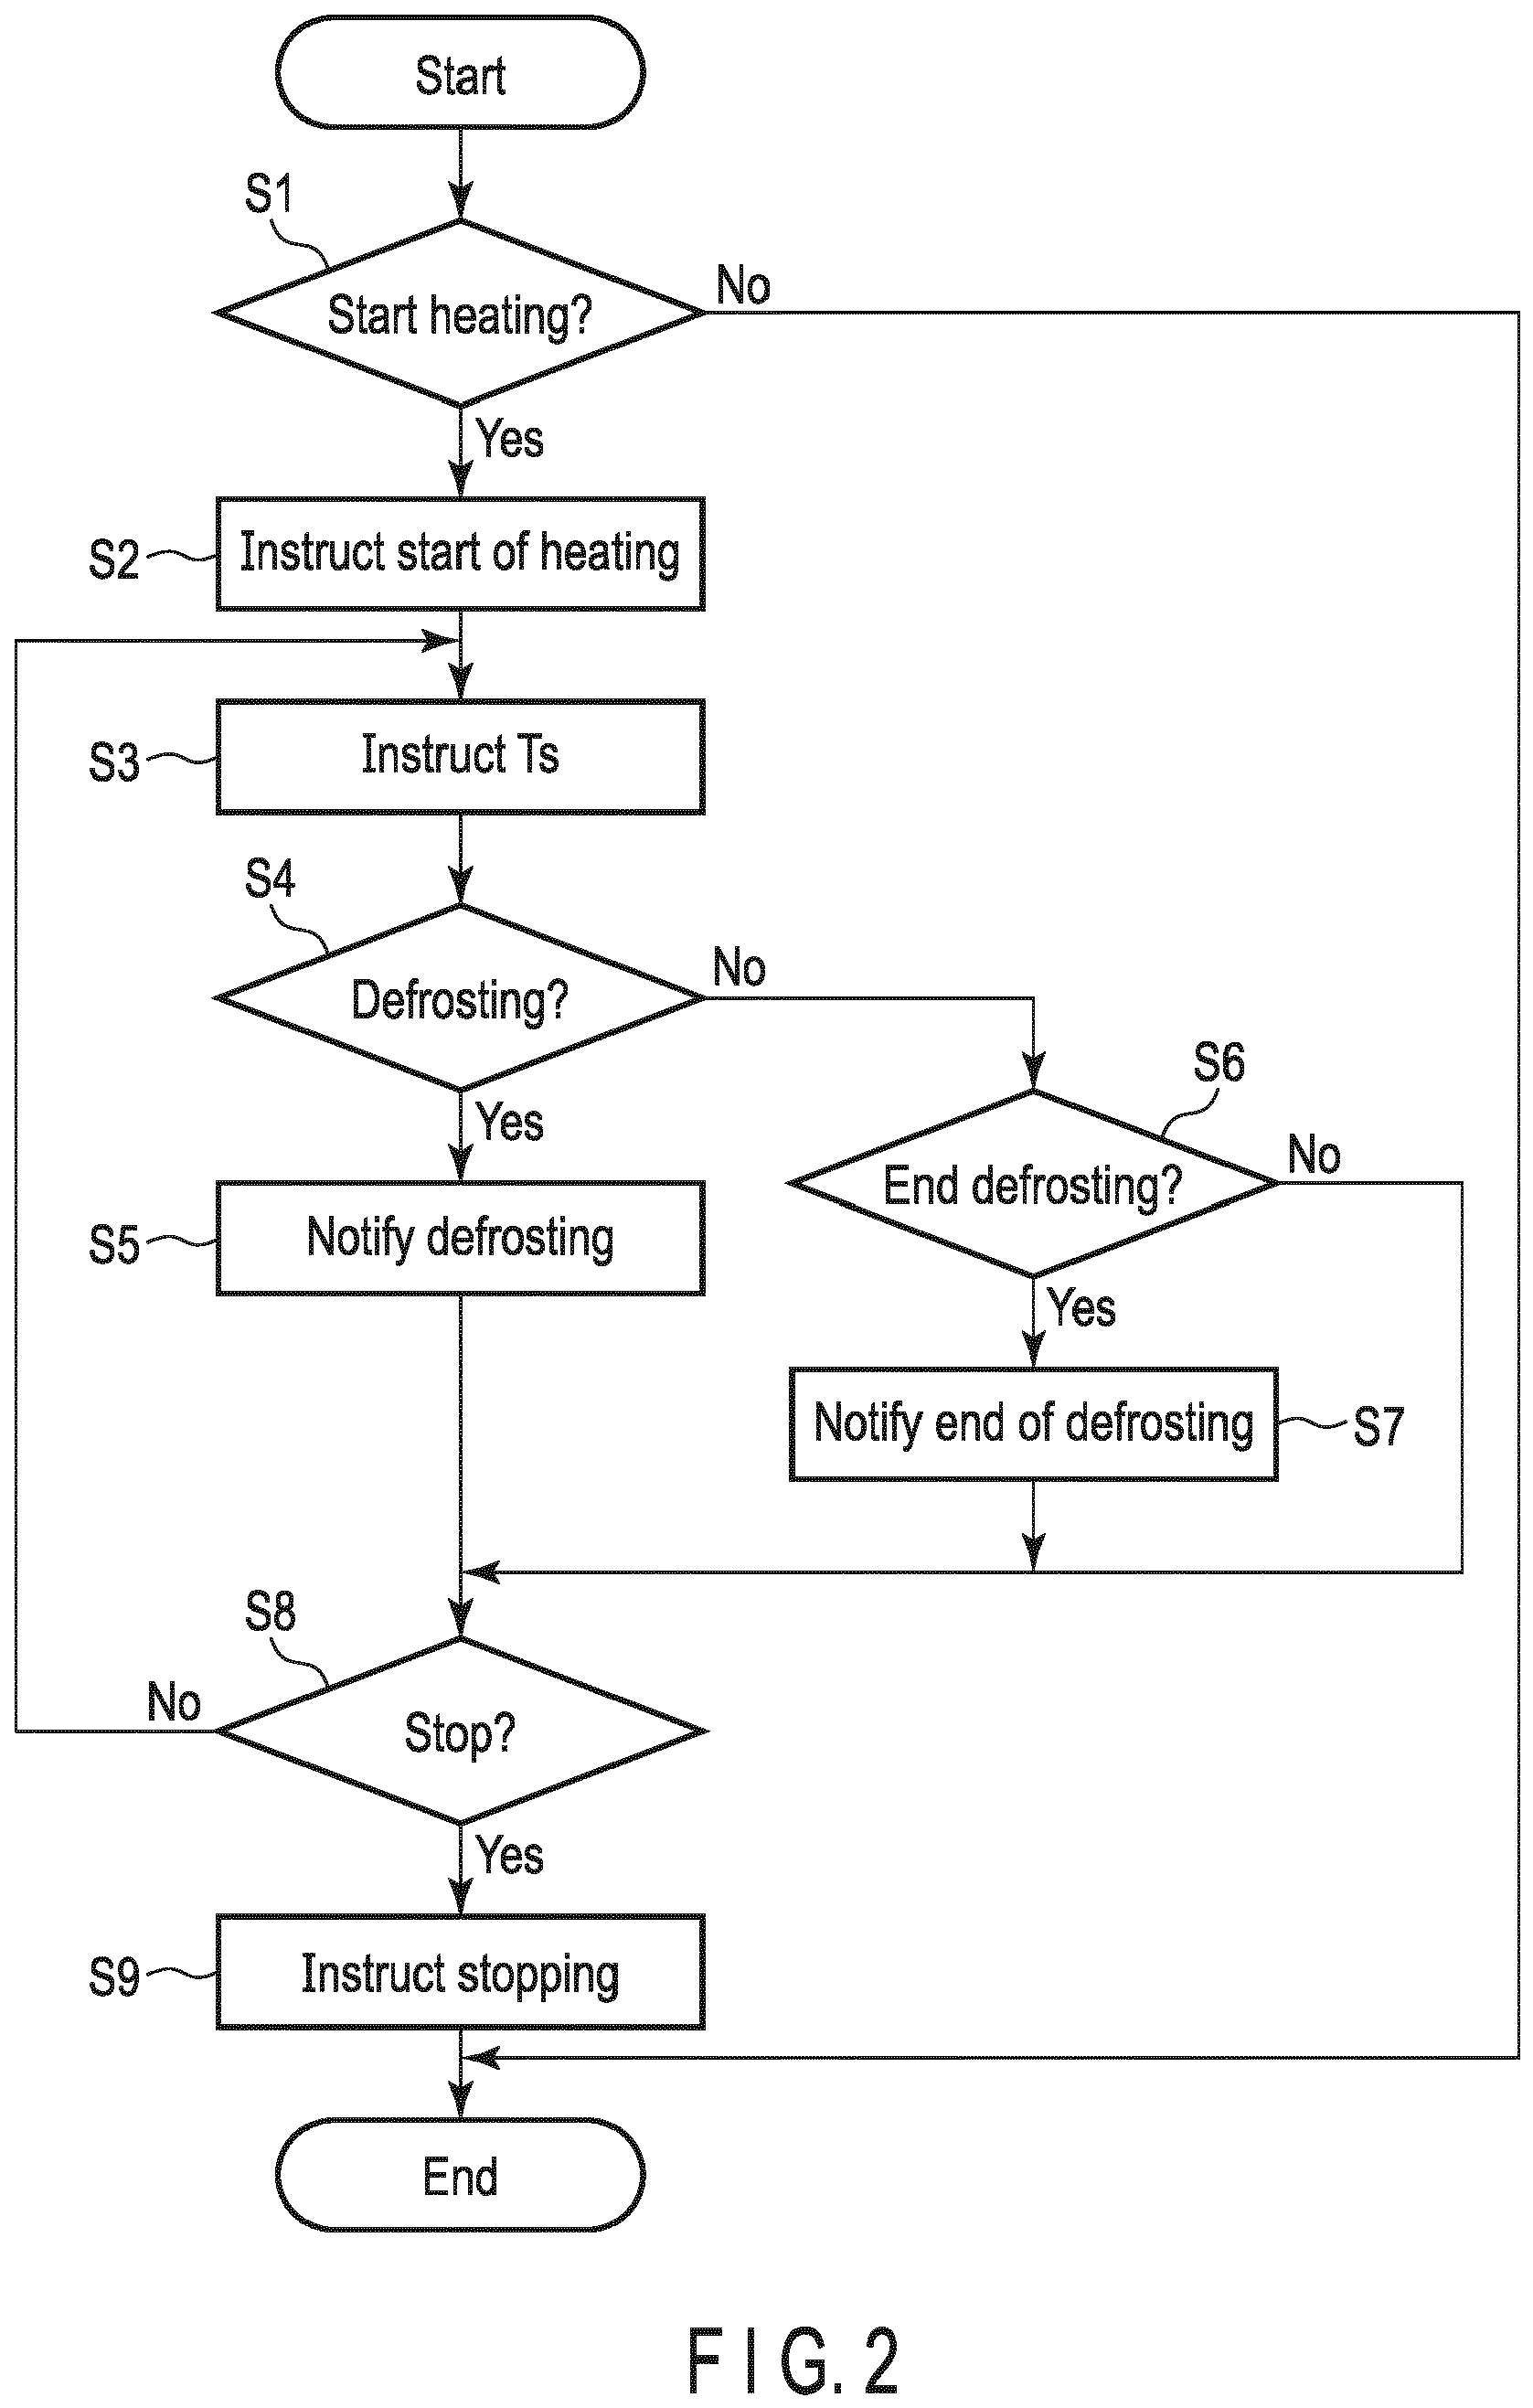 Start
S1
Start heating?
No
Yes
S2
Instruct start of heating
S3
Instruct Ts
S4
Defrosting?
No
Yes
S6
End defrosting?
No
S5
Notify defrosting
Yes
Notify end of defrosting
S7
S8
No
Stop?
Yes
S9
Instruct stopping
End
FIG. 2